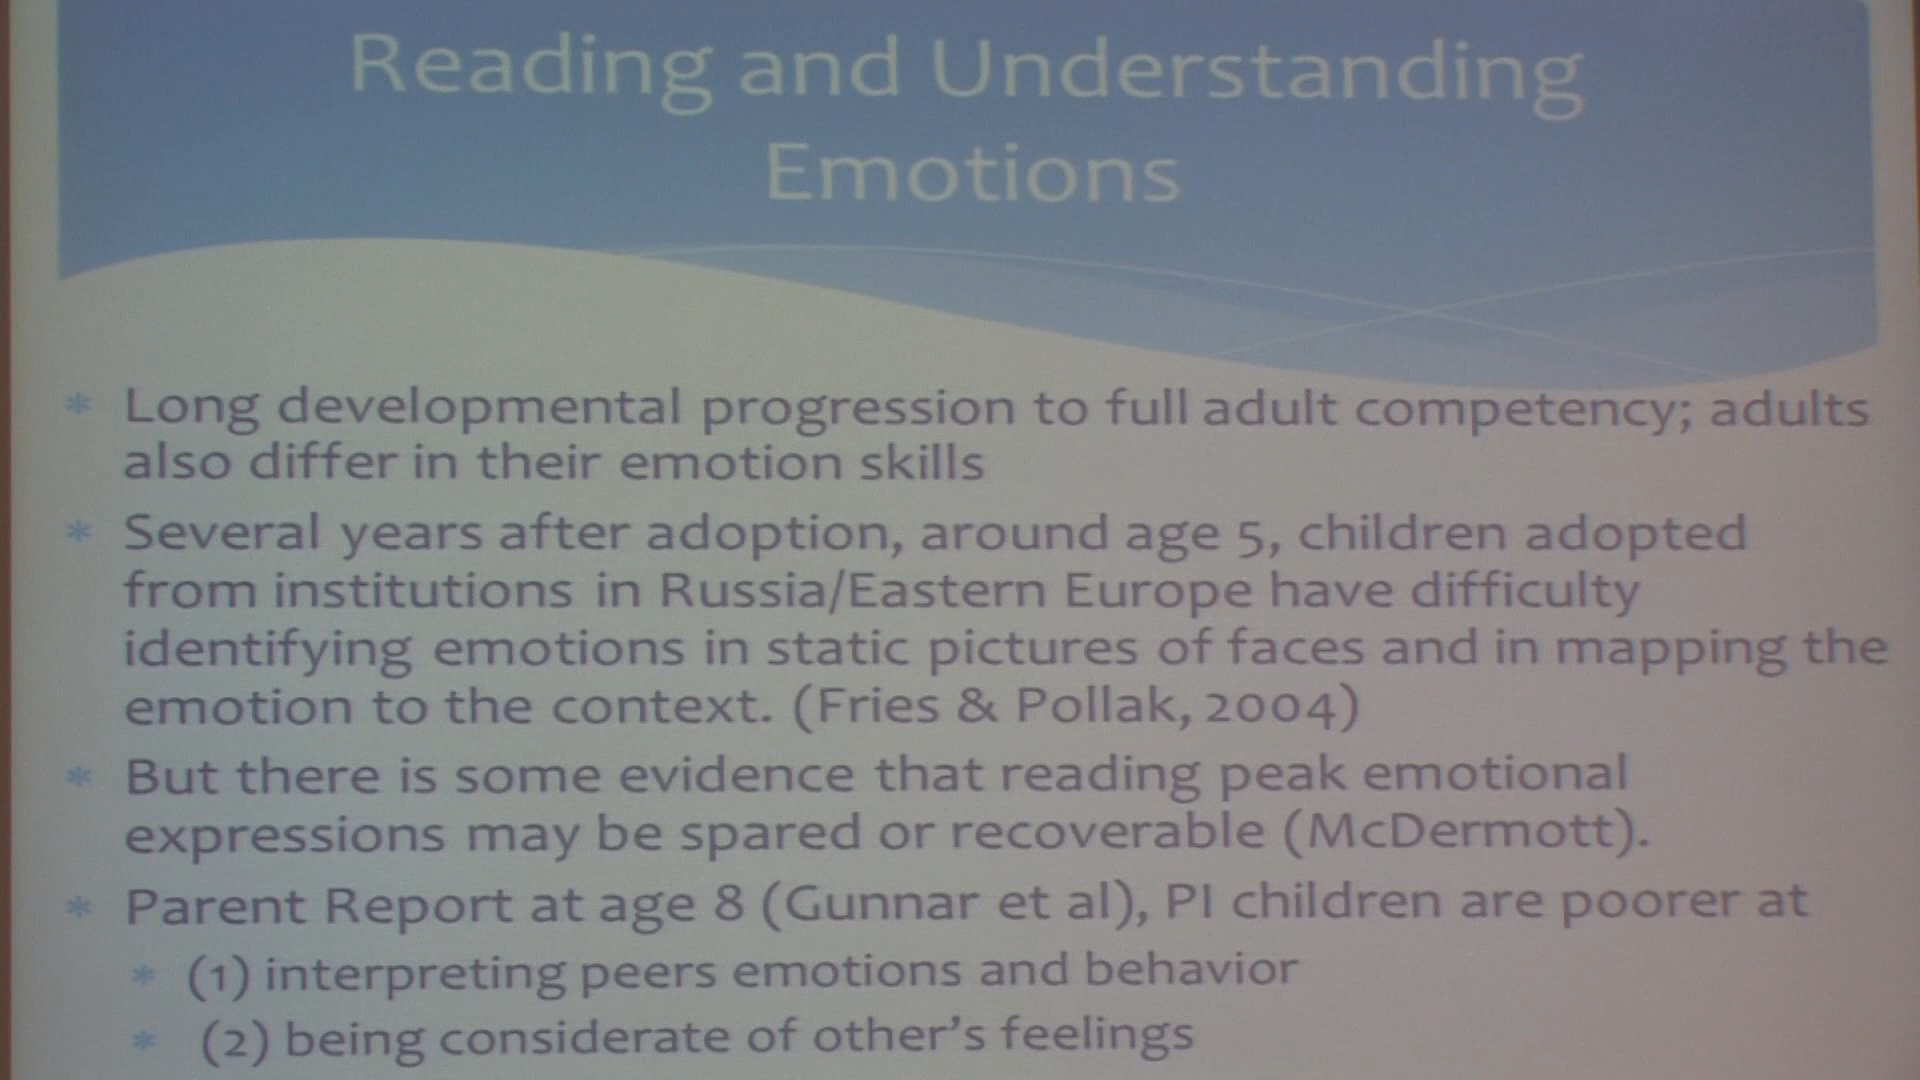 Reading and Understanding
Emotions
* Long developmental progression to full adult competency; adults
also differ in their emotion skills
* Several years after adoption, around age 5, children adopted
from institutions in Russia/Eastern Europe have difficulty
identifying emotions in static pictures of faces and in mapping the
emotion to the context. (Fries & Pollak, 2004)
* But there is some evidence that reading peak emotional
expressions may be spared or recoverable (McDermott).
* Parent Report at age 8 (Gunnar et al), PI children are poorer at
* (1) interpreting peers emotions and behavior
* (2) being considerate of other's feelings